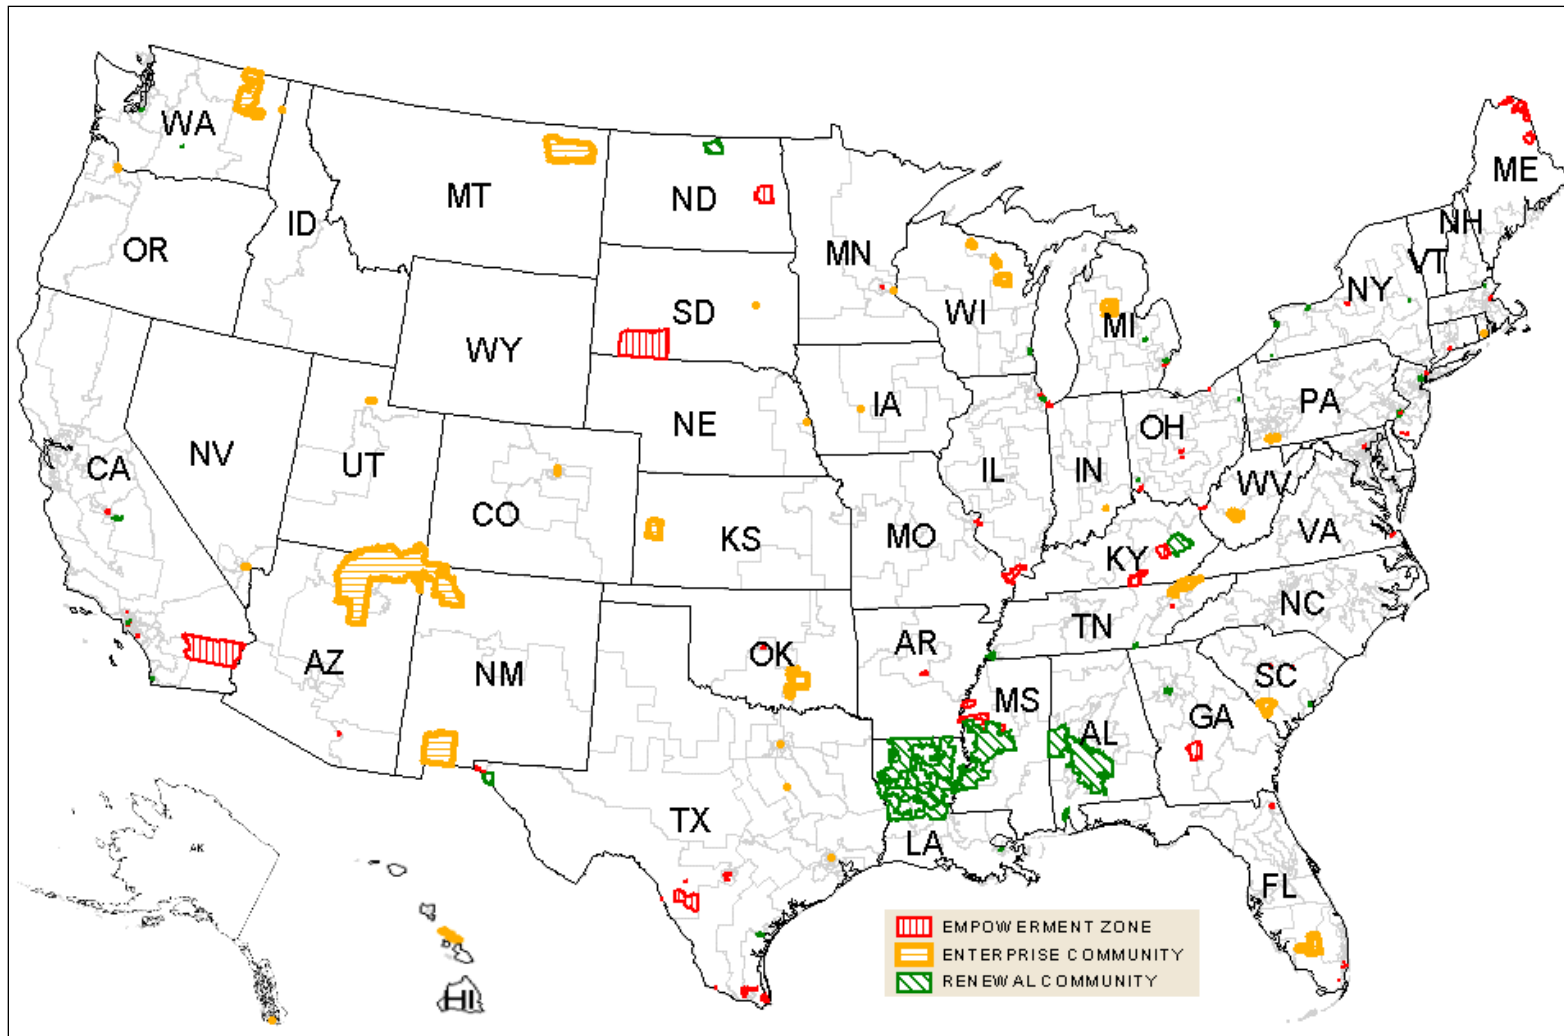 WA
MT
ND
ME
ID
OR
MN
NH
VT
NY
SD
WI
MI
WY
IA
PA
NE
OH
NV
CA
UT
IL
IN
WV
CO
KS
MO
VA
KY
NC
TN
AR
OK
AZ
NM
SC
MS
GA
AL
TX
LA
AK
FL
EMPOWERMENT ZONE
ENTERPRISE COMMUNITY
RENEWAL COMMUNITY
HI